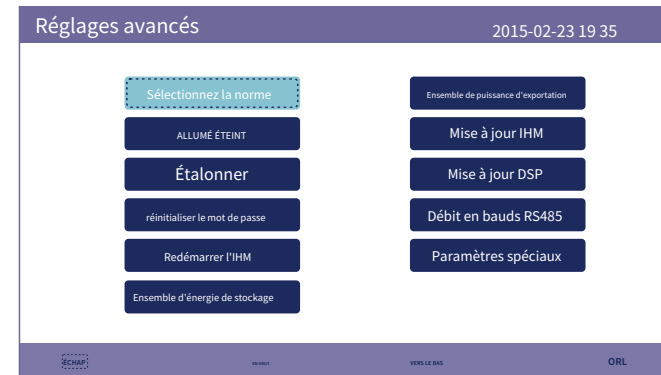 Réglages avancés
2015-02-23 19 35
Sélectionnez la norme
ALLUMÉ ÉTEINT
Étalonner
réinitialiser le mot de passe
Redémarrer l'IHM
Ensemble d'énergie de stockage
Ensemble de puissance d'exportation
Mise à jour IHM
Mise à jour DSP
Débit en bauds RS485
Paramètres spéciaux
ÉCHAP
EN HAUT
VERS LE BAS
ORL